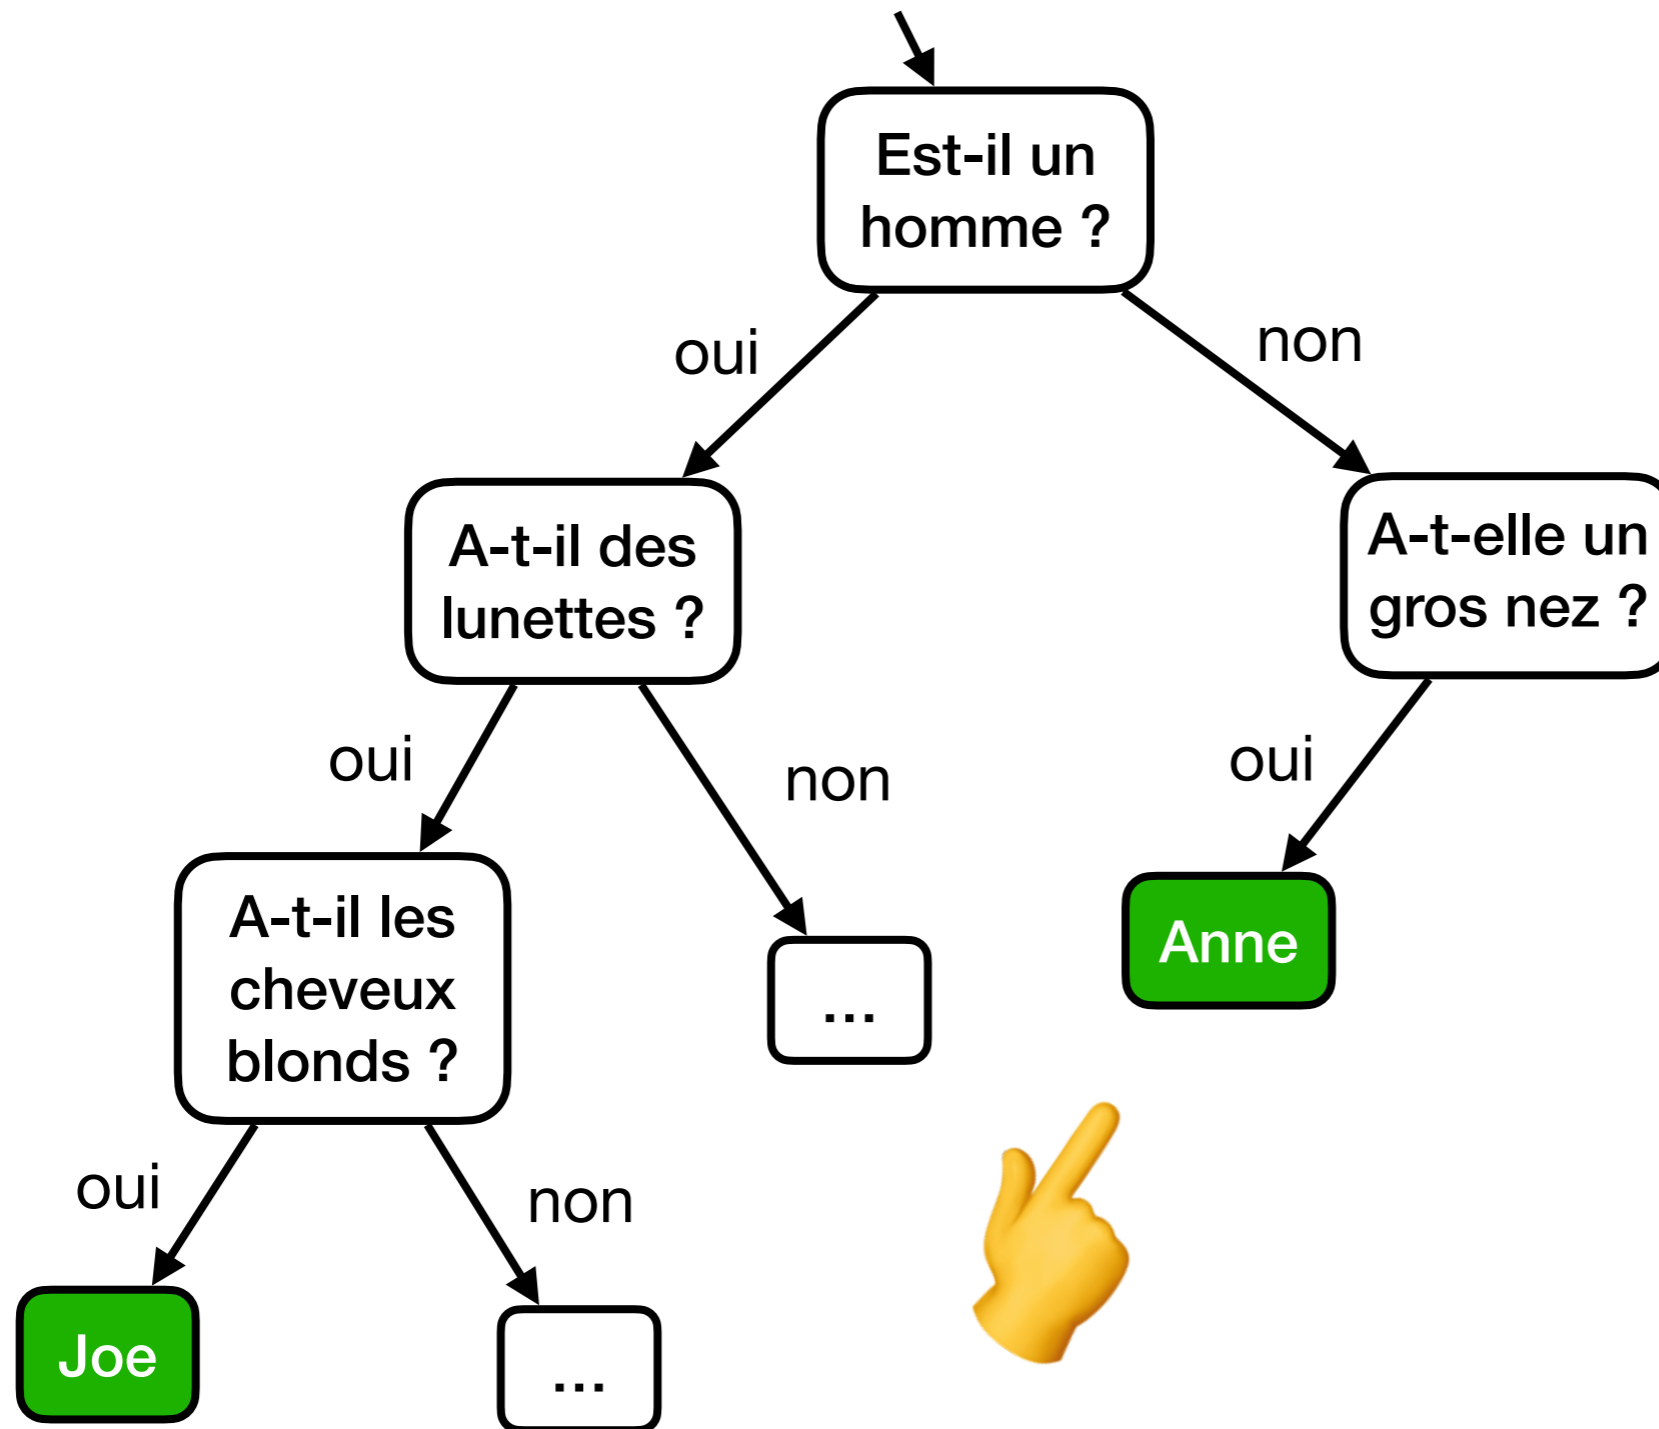 Est-il un
homme ?
oui
non
A-t-il des
lunettes ?
A-t-elle un
gros nez ?
oui
non
oui
A-t-il les
cheveux
blonds ?
...
Anne
oui
non
Joe
...